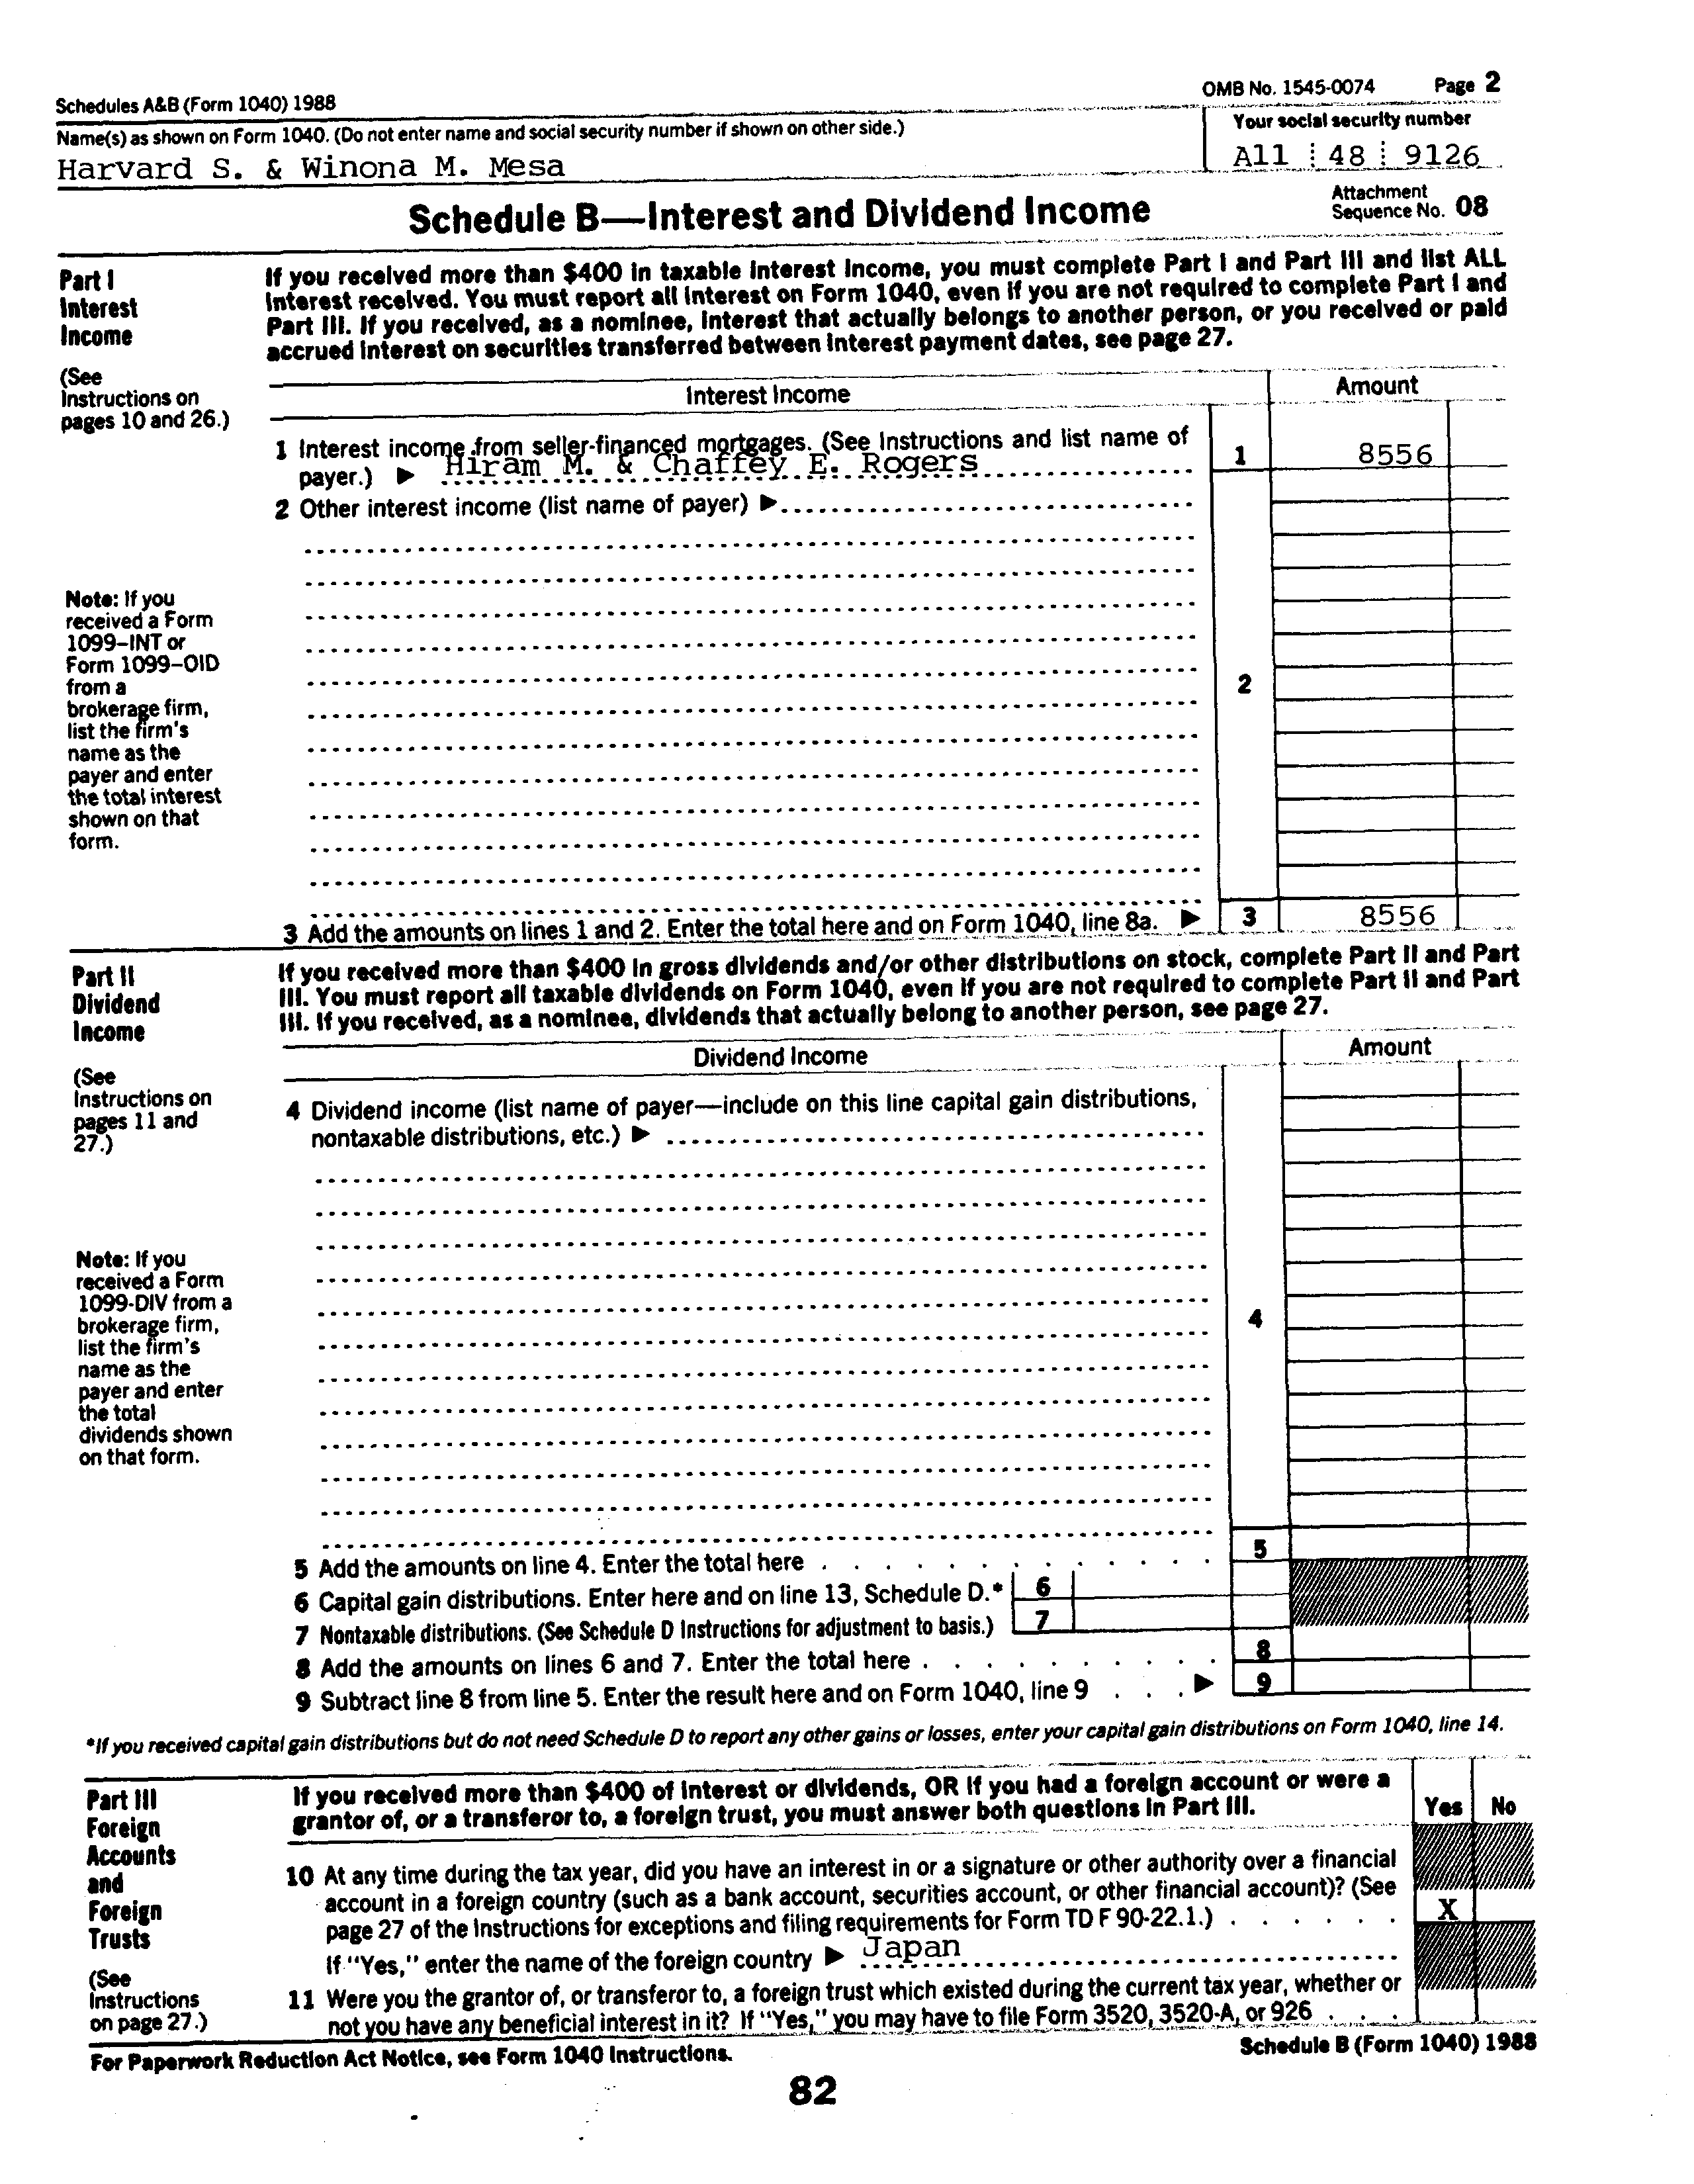 Schedules A&B (Form 1040) 1988
OMB No. 1545-0074 Page 2
Name(s) as shown on Form 1040. (Do not enter name and social security number if shown on other side.)
Your social security number
Harvard S. & Winona M. Mesa
A11 48 9126
Schedule B—Interest and Dividend Income
Attachment
Sequence No. 08
Part I
Interest
Income
(See
Instructions on
pages 10 and 26.)
If you received more than $400 in taxable interest income, you must complete Part I and Part III and list ALL
interest received. You must report all interest on Form 1040, even if you are not required to complete Part I and
Part III. If you received, as a nominee, interest that actually belongs to another person, or you received or paid
accrued interest on securities transferred between interest payment dates, see page 27.
Interest Income
Amount
1 Interest income from seller-financed mortgages. (See Instructions and list name of
payer.) ▶ Hiram M. & Chaffey E. Rogers
1 8556
2 Other interest income (list name of payer) ▶
Note: If you
received a Form
1099–INT or
Form 1099–OID
from a
brokerage firm,
list the firm's
name as the
payer and enter
the total interest
shown on that
form.
2
3 Add the amounts on lines 1 and 2. Enter the total here and on Form 1040, line 8a. ▶ 3 8556
Part II
Dividend
Income
(See
Instructions on
pages 11 and
27.)
If you received more than $400 in gross dividends and/or other distributions on stock, complete Part II and Part
III. You must report all taxable dividends on Form 1040, even if you are not required to complete Part II and Part
III. If you received, as a nominee, dividends that actually belong to another person, see page 27.
Dividend Income
Amount
4 Dividend income (list name of payer—include on this line capital gain distributions,
nontaxable distributions, etc.) ▶
Note: If you
received a Form
1099-DIV from a
brokerage firm,
list the firm's
name as the
payer and enter
the total
dividends shown
on that form.
4
5 Add the amounts on line 4. Enter the total here 5
6 Capital gain distributions. Enter here and on line 13, Schedule D.* 6
7 Nontaxable distributions. (See Schedule D Instructions for adjustment to basis.) 7
8 Add the amounts on lines 6 and 7. Enter the total here 8
9 Subtract line 8 from line 5. Enter the result here and on Form 1040, line 9 ▶ 9
*If you received capital gain distributions but do not need Schedule D to report any other gains or losses, enter your capital gain distributions on Form 1040, line 14.
Part III
Foreign
Accounts
and
Foreign
Trusts
(See
Instructions
on page 27.)
If you received more than $400 of interest or dividends, OR if you had a foreign account or were a
grantor of, or a transferor to, a foreign trust, you must answer both questions in Part III.
Yes No
10 At any time during the tax year, did you have an interest in or a signature or other authority over a financial
account in a foreign country (such as a bank account, securities account, or other financial account)? (See
page 27 of the Instructions for exceptions and filing requirements for Form TD F 90-22.1.) X
If "Yes," enter the name of the foreign country ▶ Japan
11 Were you the grantor of, or transferor to, a foreign trust which existed during the current tax year, whether or
not you have any beneficial interest in it? If "Yes," you may have to file Form 3520, 3520-A, or 926
For Paperwork Reduction Act Notice, see Form 1040 Instructions.
Schedule B (Form 1040) 1988
82